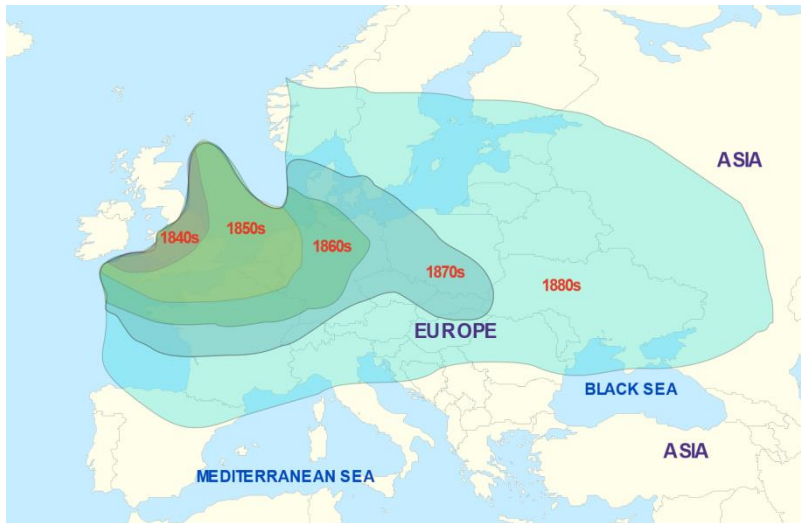 ASIA
1840s
1850s
1860s
1870s
1880s
EUROPE
BLACK SEA
ASIA
MEDITERRANEAN SEA